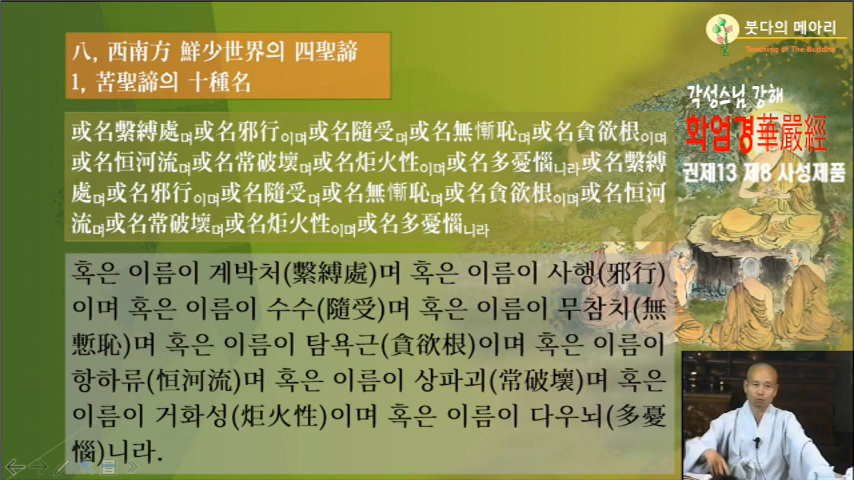 八, 西南方 鮮少世界의 四聖諦
1, 苦聖諦의 十種名
或名繫縛處며或名邪行이며或名隨受며或名無慚恥며或名貪欲根이며
或名恒河流며或名常破壞며或名炬火性이며或名多憂惱니라或名繫縛
處며或名邪行이며或名隨受며或名無慚恥며或名貪欲根이며或名恒河
流며或名常破壞며或名炬火性이며或名多憂惱니라
혹은 이름이 계박처(繫縛處)며 혹은 이름이 사행(邪行)
이며 혹은 이름이 수수(隨受)며 혹은 이름이 무참치(無
慙恥)며 혹은 이름이 탐욕근(貪欲根)이며 혹은 이름이
항하류(恒河流)며 혹은 이름이 상파괴(常破壞)며 혹은
이름이 거화성(炬火性)이며 혹은 이름이 다우뇌(多憂
惱)니라.
붓다의 메아리
Teaching of The Buddha
각성스님 강해
화엄경華嚴經
권제13 제8 사성제품